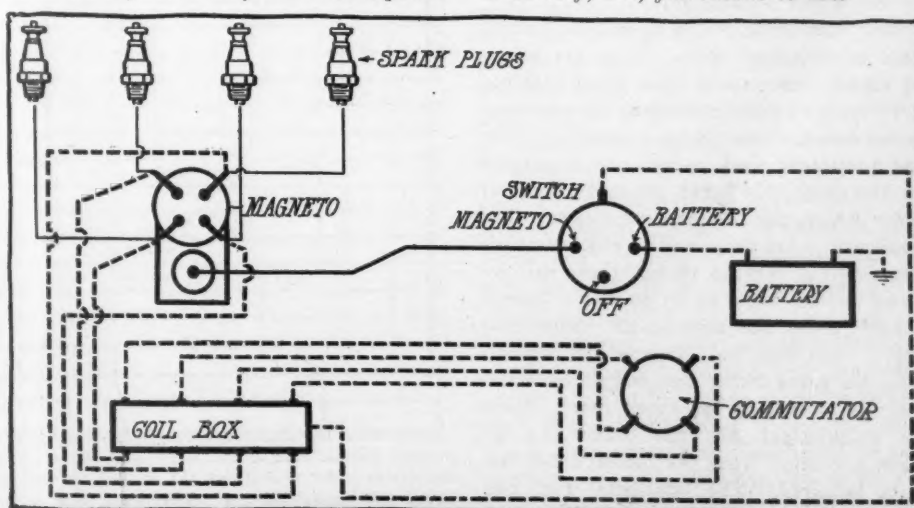 SPARK PLUGS
MAGNETO
SWITCH
MAGNETO
BATTERY
OFF
BATTERY
COMMUTATOR
COIL BOX